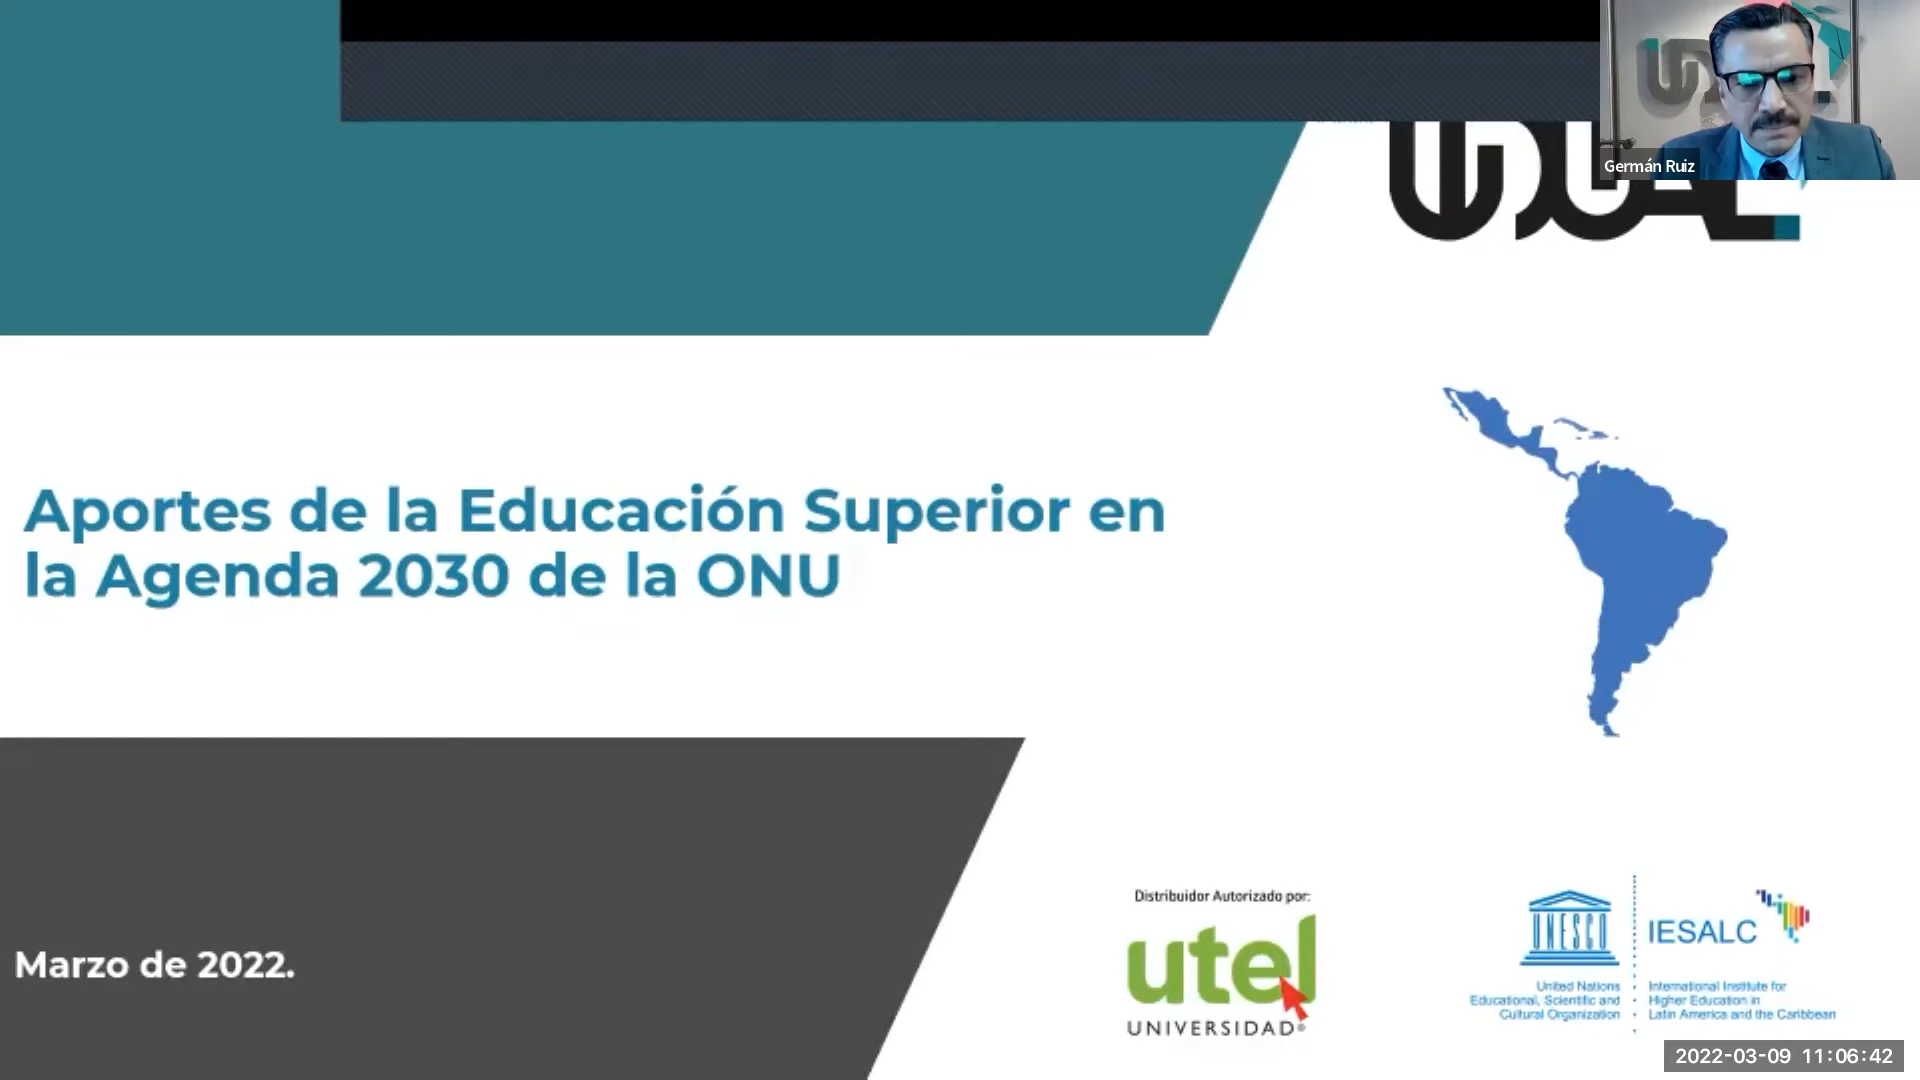 Germán Ruiz
UDUAL
Aportes de la Educación Superior en
la Agenda 2030 de la ONU
Marzo de 2022.
Distribuidor Autorizado por:
utel
UNIVERSIDAD®
UNESCO
IESALC
United Nations
Educational, Scientific and
Cultural Organization
International Institute for
Higher Education in
Latin America and the Caribbean
2022-03-09 11:06:42